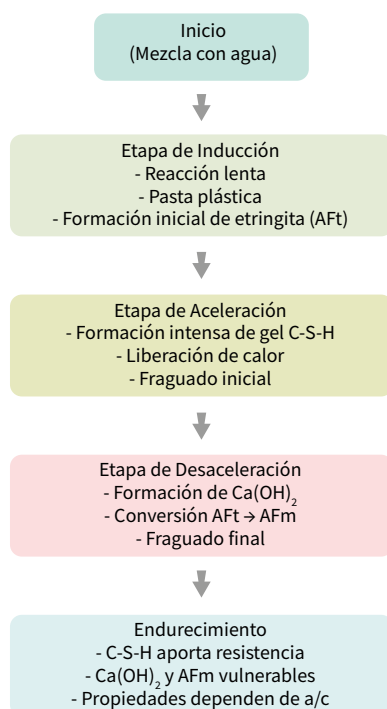 Inicio
(Mezcla con agua)
Etapa de Inducción
- Reacción lenta
- Pasta plástica
- Formación inicial de etringita (AFt)
Etapa de Aceleración
- Formación intensa de gel C-S-H
- Liberación de calor
- Fraguado inicial
Etapa de Desaceleración
- Formación de Ca(OH)₂
- Conversión AFt → AFm
- Fraguado final
Endurecimiento
- C-S-H aporta resistencia
- Ca(OH)₂ y AFm vulnerables
- Propiedades dependen de a/c